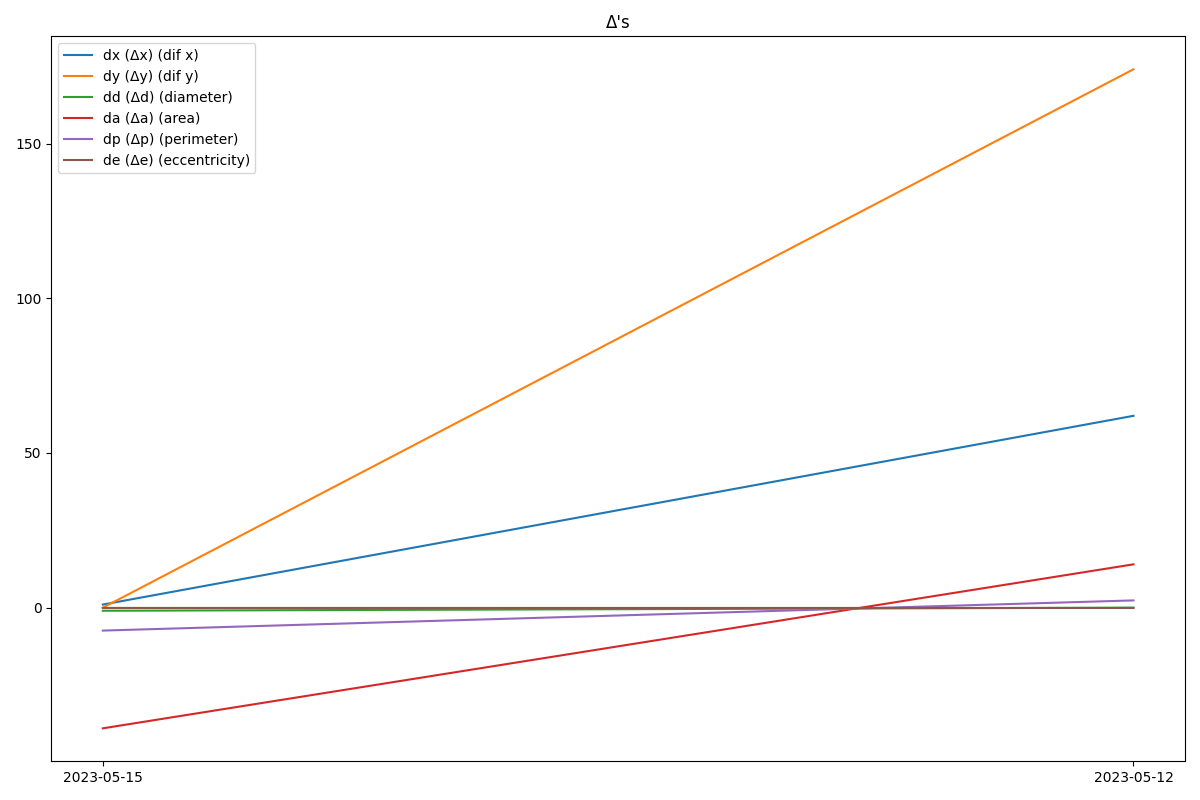 Δ's
dx (Δx) (dif x)
dy (Δy) (dif y)
dd (Δd) (diameter)
da (Δa) (area)
dp (Δp) (perimeter)
de (Δe) (eccentricity)
150
100
50
0
2023-05-15
2023-05-12